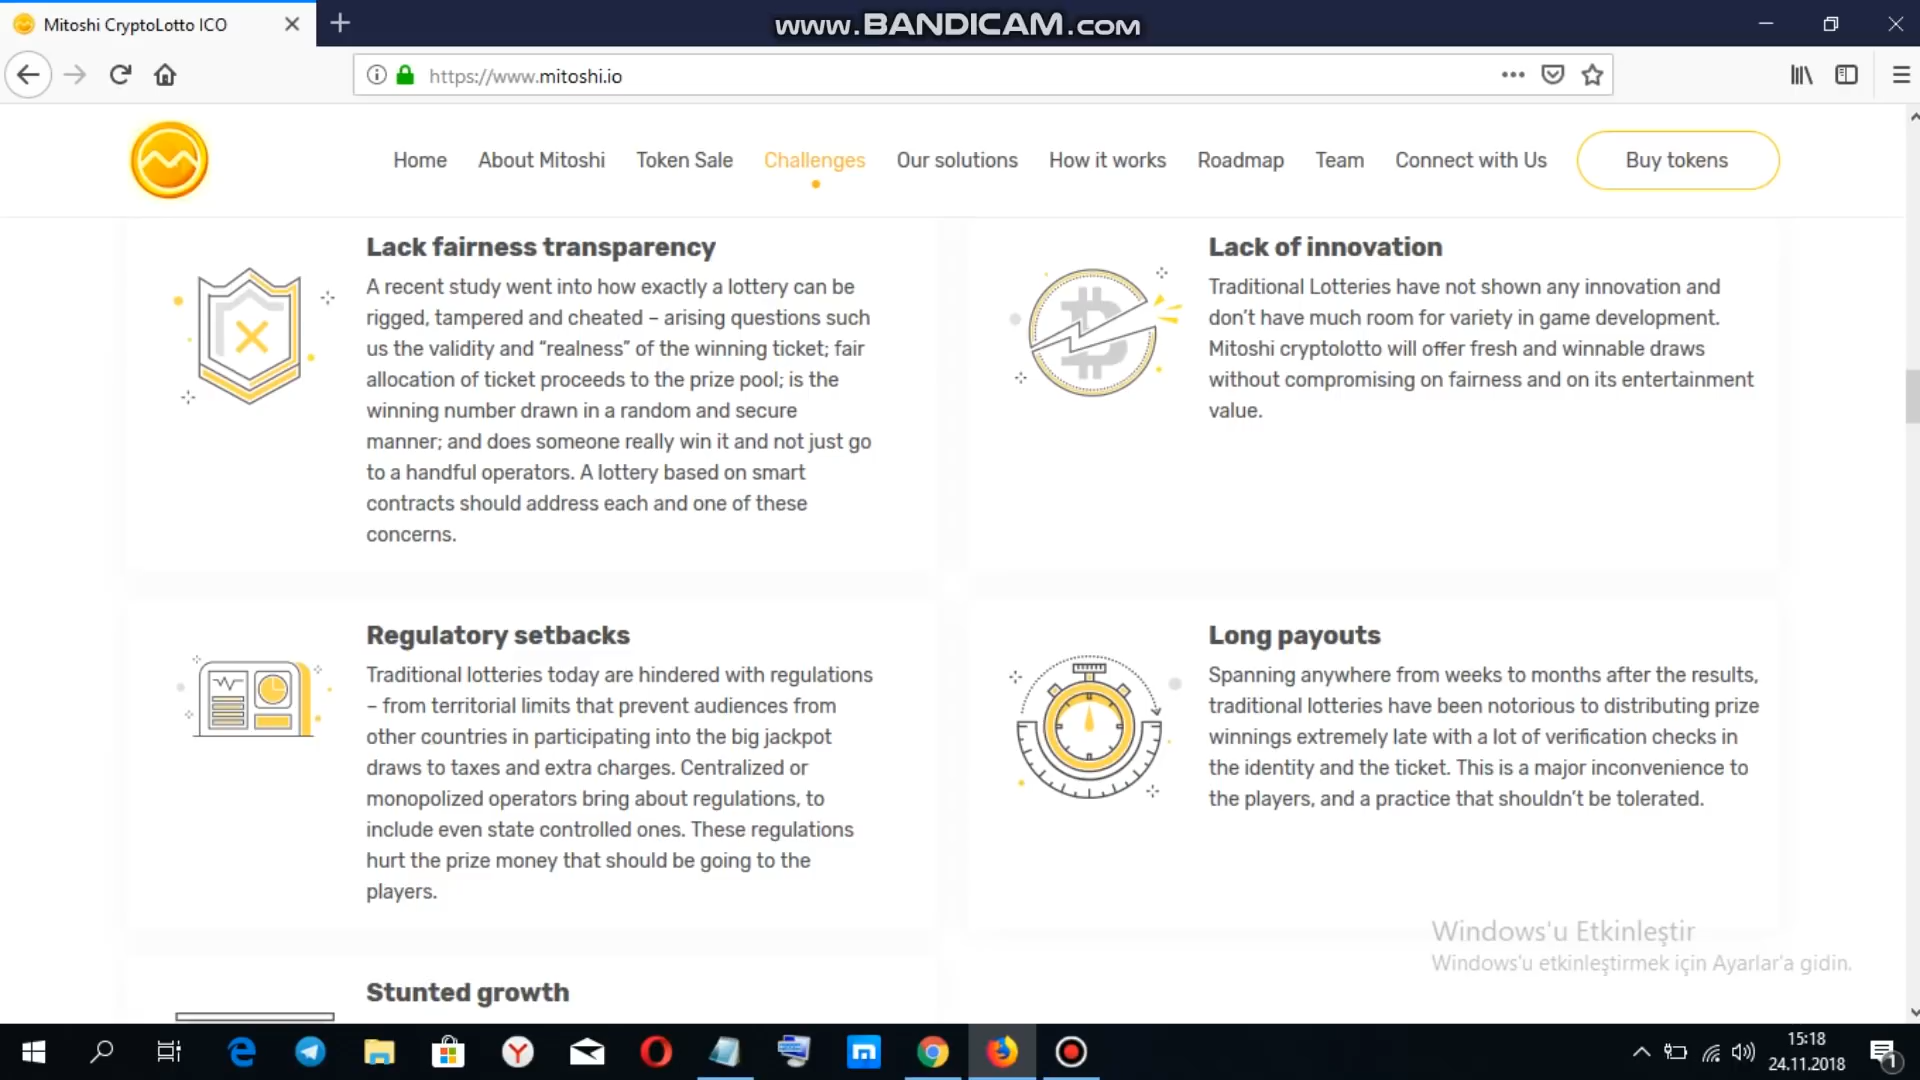 Mitoshi CryptoLotto ICO
www.BANDICAM.com
https://www.mitoshi.io
Home
About Mitoshi
Token Sale
Challenges
Our solutions
How it works
Roadmap
Team
Connect with Us
Buy tokens
Lack fairness transparency
A recent study went into how exactly a lottery can be
rigged, tampered and cheated – arising questions such
us the validity and “realness” of the winning ticket; fair
allocation of ticket proceeds to the prize pool; is the
winning number drawn in a random and secure
manner; and does someone really win it and not just go
to a handful operators. A lottery based on smart
contracts should address each and one of these
concerns.
Lack of innovation
Traditional Lotteries have not shown any innovation and
don’t have much room for variety in game development.
Mitoshi cryptolotto will offer fresh and winnable draws
without compromising on fairness and on its entertainment
value.
Regulatory setbacks
Traditional lotteries today are hindered with regulations
– from territorial limits that prevent audiences from
other countries in participating into the big jackpot
draws to taxes and extra charges. Centralized or
monopolized operators bring about regulations, to
include even state controlled ones. These regulations
hurt the prize money that should be going to the
players.
Long payouts
Spanning anywhere from weeks to months after the results,
traditional lotteries have been notorious to distributing prize
winnings extremely late with a lot of verification checks in
the identity and the ticket. This is a major inconvenience to
the players, and a practice that shouldn’t be tolerated.
Stunted growth
Windows'u Etkinleştir
Windows'u etkinleştirmek için Ayarlar'a gidin.
15:18
24.11.2018
1